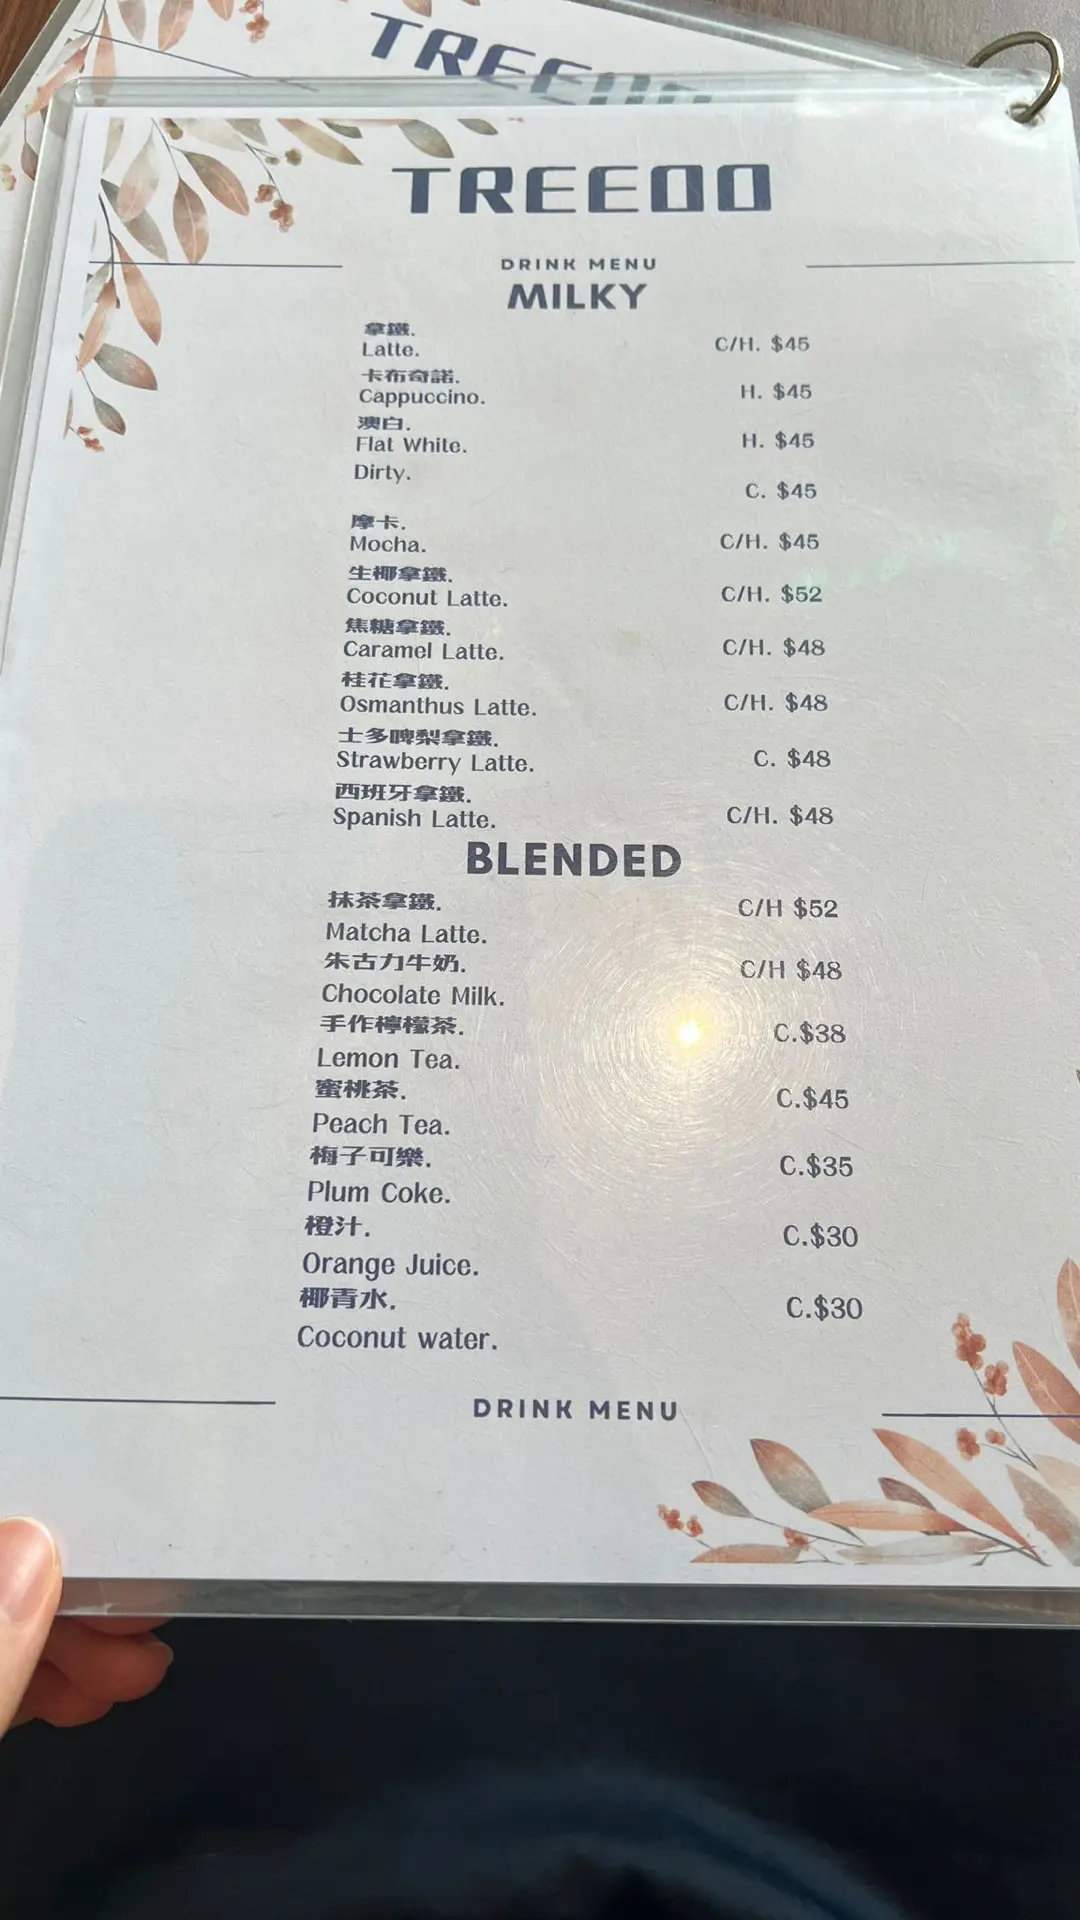 TREEOO
TREEOO
DRINK MENU
MILKY
拿鐵.
Latte. C/H. $45
卡布奇諾.
Cappuccino. H. $45
澳白.
Flat White. H. $45
Dirty. C. $45
摩卡.
Mocha. C/H. $45
生椰拿鐵.
Coconut Latte. C/H. $52
焦糖拿鐵.
Caramel Latte. C/H. $48
桂花拿鐵.
Osmanthus Latte. C/H. $48
士多啤梨拿鐵.
Strawberry Latte. C. $48
西班牙拿鐵.
Spanish Latte. C/H. $48
BLENDED
抹茶拿鐵. C/H $52
Matcha Latte.
朱古力牛奶. C/H $48
Chocolate Milk.
手作檸檬茶. C.$38
Lemon Tea.
蜜桃茶. C.$45
Peach Tea.
梅子可樂. C.$35
Plum Coke.
橙汁. C.$30
Orange Juice.
椰青水. C.$30
Coconut water.
DRINK MENU